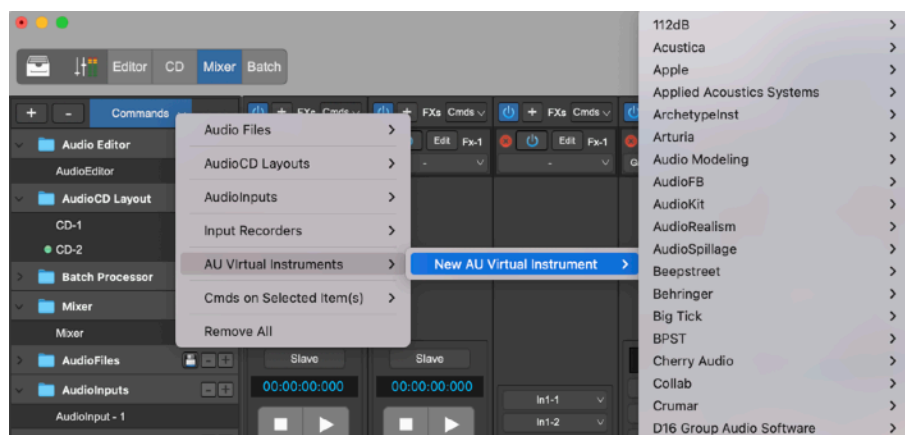 Editor CD Mixer Batch
+ - Commands
Audio Editor
AudioEditor
AudioCD Layout
CD-1
CD-2
Batch Processor
Mixer
Mixer
AudioFiles - +
AudioInputs - +
AudioInput - 1
Audio Files
AudioCD Layouts
AudioInputs
Input Recorders
AU Virtual Instruments
Cmds on Selected Item(s)
Remove All
New AU Virtual Instrument
+ FXs Cmds
+ FXs Cmds
+ FXs Cmds
Edit Fx-1
Edit Fx-1
-
-
Slave
Slave
00:00:00:000
00:00:00:000
In1-1
In1-2
112dB
Acustica
Apple
Applied Acoustics Systems
ArchetypeInst
Arturia
Audio Modeling
AudioFB
AudioKit
AudioRealism
AudioSpillage
Beepstreet
Behringer
Big Tick
BPST
Cherry Audio
Collab
Crumar
D16 Group Audio Software